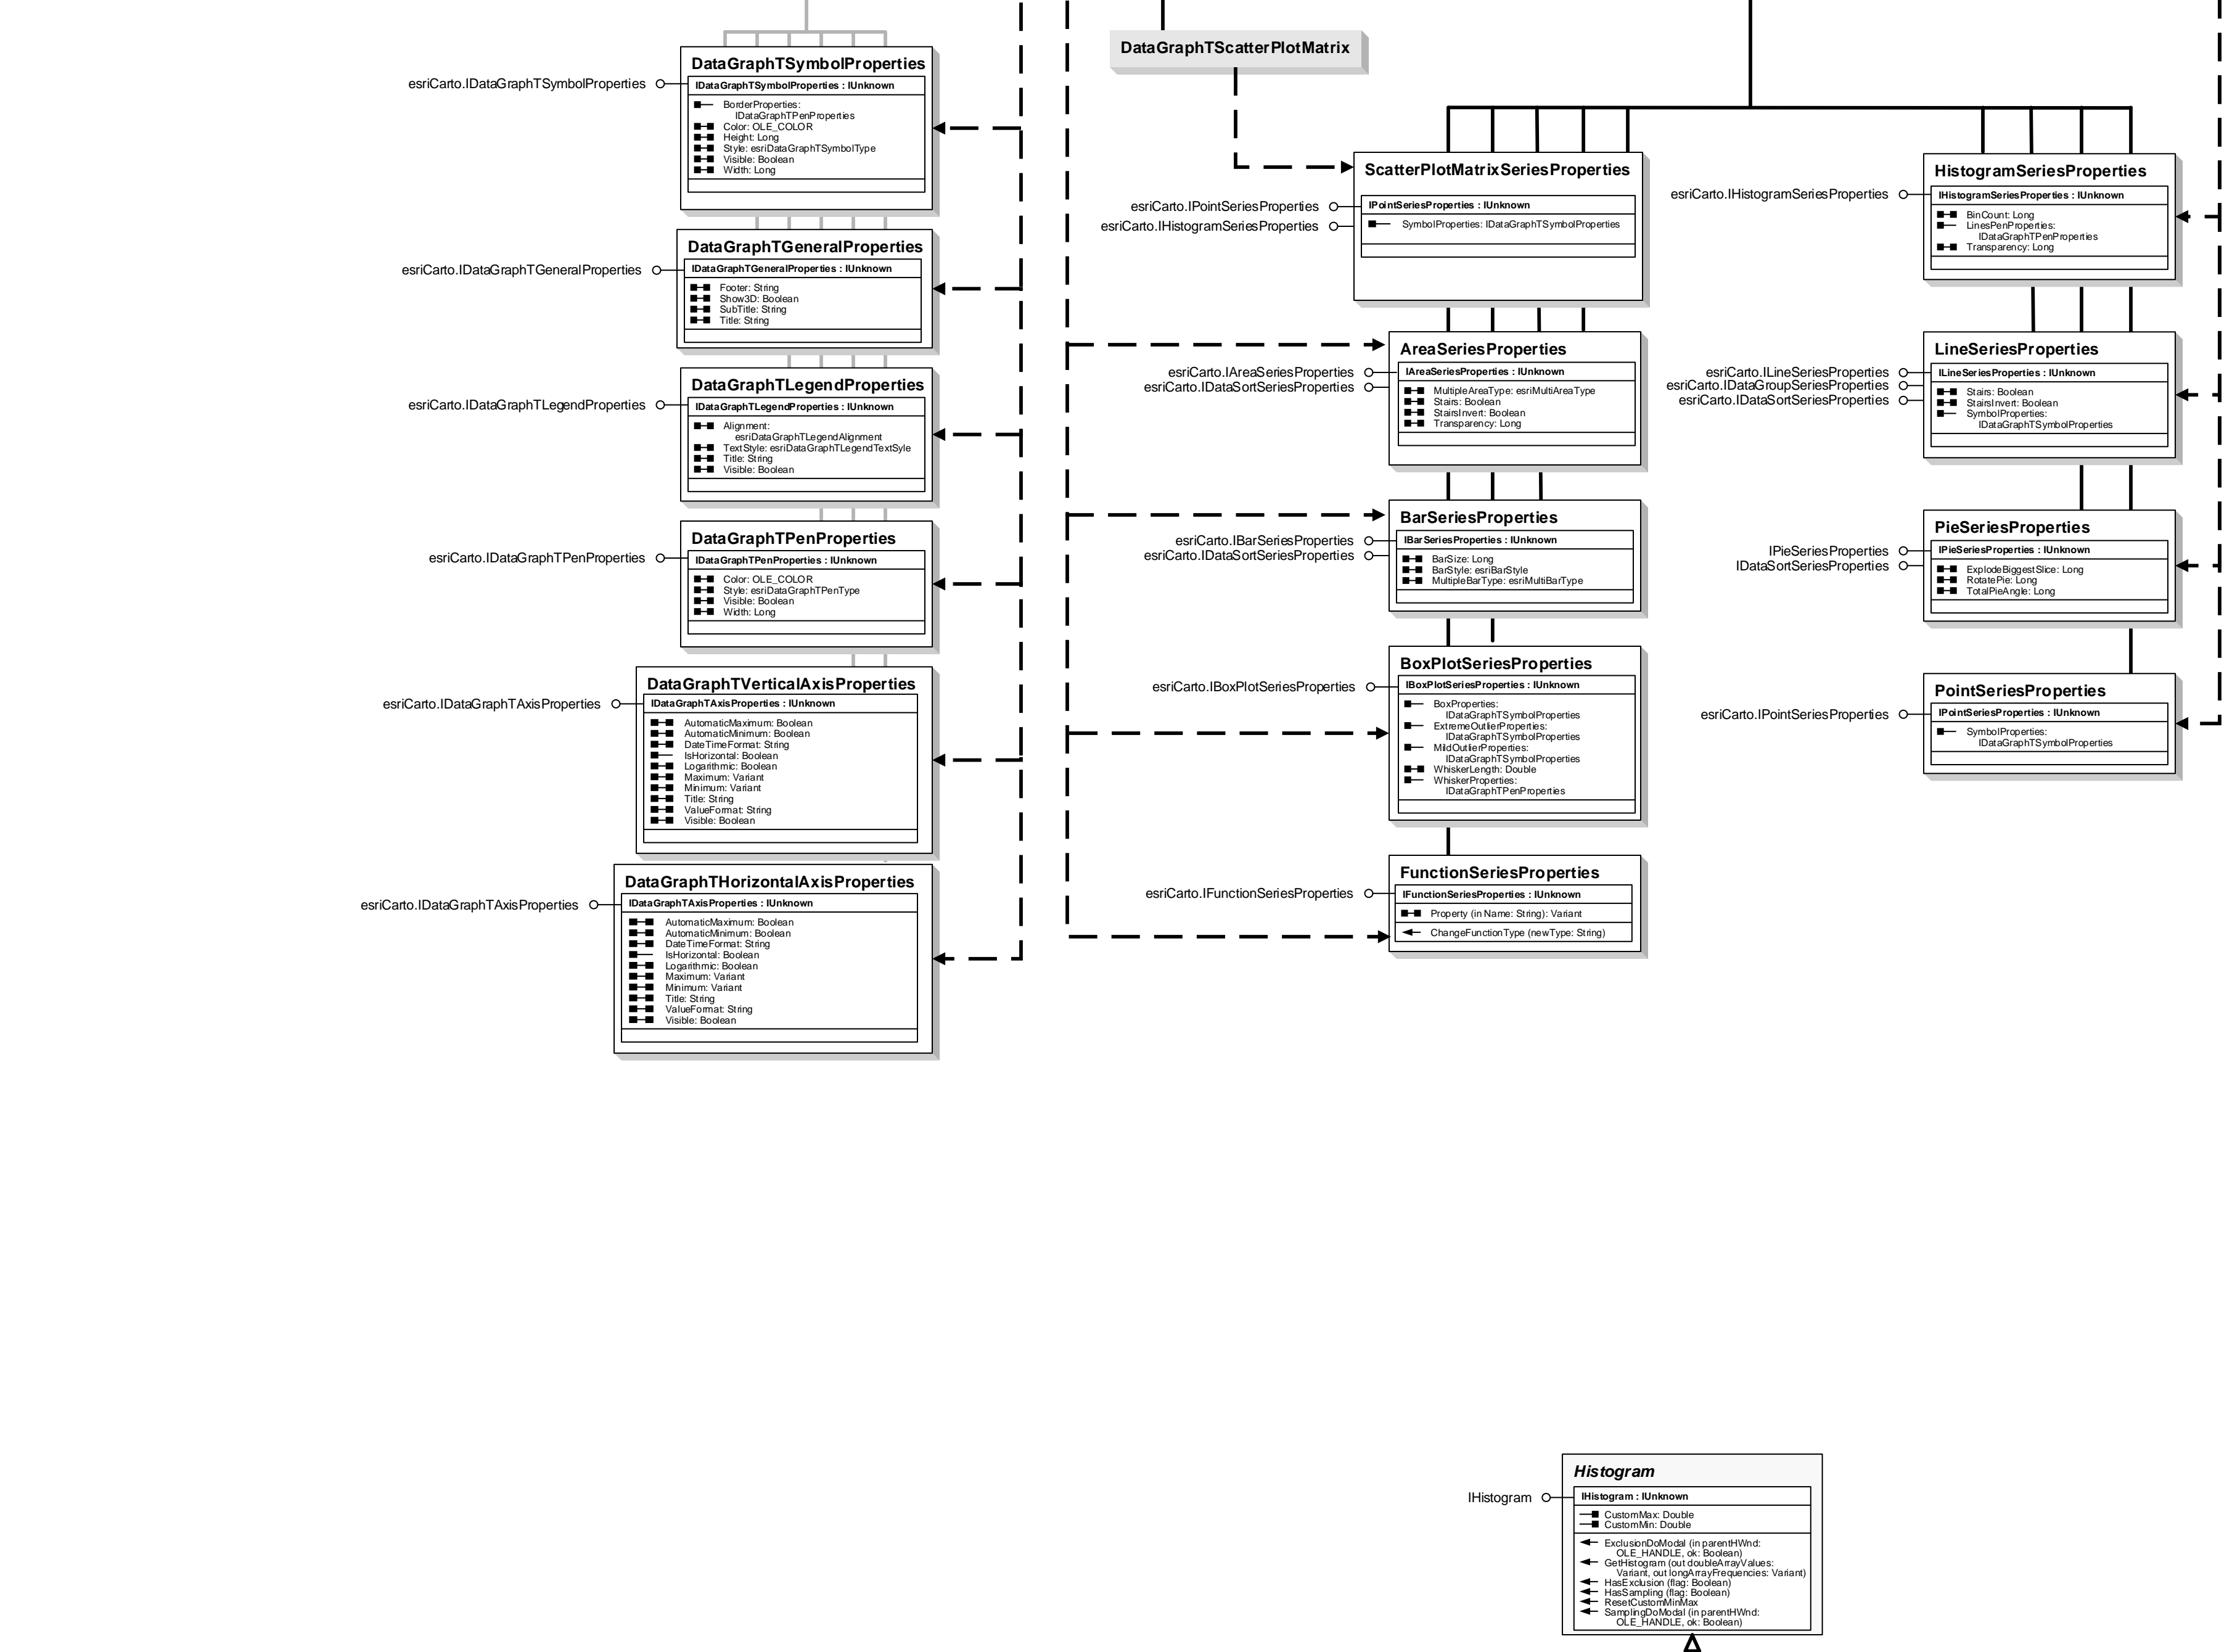 DataGraphTSymbolProperties
esriCarto.IDataGraphTSymbolProperties
IDataGraphTSymbolProperties : IUnknown
BorderProperties:
IDataGraphTPenProperties
Color: OLE_COLOR
Height: Long
Style: esriDataGraphTSymbolType
Visible: Boolean
Width: Long
DataGraphTGeneralProperties
esriCarto.IDataGraphTGeneralProperties
IDataGraphTGeneralProperties : IUnknown
Footer: String
Show3D: Boolean
SubTitle: String
Title: String
DataGraphTLegendProperties
esriCarto.IDataGraphTLegendProperties
IDataGraphTLegendProperties : IUnknown
Alignment:
esriDataGraphTLegendAlignment
TextStyle: esriDataGraphTLegendTextSyle
Title: String
Visible: Boolean
DataGraphTPenProperties
esriCarto.IDataGraphTPenProperties
IDataGraphTPenProperties : IUnknown
Color: OLE_COLOR
Style: esriDataGraphTPenType
Visible: Boolean
Width: Long
DataGraphTVerticalAxisProperties
esriCarto.IDataGraphTAxisProperties
IDataGraphTAxisProperties : IUnknown
AutomaticMaximum: Boolean
AutomaticMinimum: Boolean
DateTimeFormat: String
IsHorizontal: Boolean
Logarithmic: Boolean
Maximum: Variant
Minimum: Variant
Title: String
ValueFormat: String
Visible: Boolean
DataGraphTHorizontalAxisProperties
esriCarto.IDataGraphTAxisProperties
IDataGraphTAxisProperties : IUnknown
AutomaticMaximum: Boolean
AutomaticMinimum: Boolean
DateTimeFormat: String
IsHorizontal: Boolean
Logarithmic: Boolean
Maximum: Variant
Minimum: Variant
Title: String
ValueFormat: String
Visible: Boolean
DataGraphTScatterPlotMatrix
ScatterPlotMatrixSeriesProperties
esriCarto.IPointSeriesProperties
esriCarto.IHistogramSeriesProperties
IPointSeriesProperties : IUnknown
SymbolProperties: IDataGraphTSymbolProperties
AreaSeriesProperties
esriCarto.IAreaSeriesProperties
esriCarto.IDataSortSeriesProperties
IAreaSeriesProperties : IUnknown
MultipleAreaType: esriMultiAreaType
Stairs: Boolean
StairsInvert: Boolean
Transparency: Long
BarSeriesProperties
esriCarto.IBarSeriesProperties
esriCarto.IDataSortSeriesProperties
IBarSeriesProperties : IUnknown
BarSize: Long
BarStyle: esriBarStyle
MultipleBarType: esriMultiBarType
BoxPlotSeriesProperties
esriCarto.IBoxPlotSeriesProperties
IBoxPlotSeriesProperties : IUnknown
BoxProperties:
IDataGraphTSymbolProperties
ExtremeOutlierProperties:
IDataGraphTSymbolProperties
MildOutlierProperties:
IDataGraphTSymbolProperties
WhiskerLength: Double
WhiskerProperties:
IDataGraphTPenProperties
FunctionSeriesProperties
esriCarto.IFunctionSeriesProperties
IFunctionSeriesProperties : IUnknown
Property (in Name: String): Variant
ChangeFunctionType (newType: String)
HistogramSeriesProperties
esriCarto.IHistogramSeriesProperties
IHistogramSeriesProperties : IUnknown
BinCount: Long
LinesPenProperties:
IDataGraphTPenProperties
Transparency: Long
LineSeriesProperties
esriCarto.ILineSeriesProperties
esriCarto.IDataGroupSeriesProperties
esriCarto.IDataSortSeriesProperties
ILineSeriesProperties : IUnknown
Stairs: Boolean
StairsInvert: Boolean
SymbolProperties:
IDataGraphTSymbolProperties
PieSeriesProperties
IPieSeriesProperties
IDataSortSeriesProperties
IPieSeriesProperties : IUnknown
ExplodeBiggestSlice: Long
RotatePie: Long
TotalPieAngle: Long
PointSeriesProperties
esriCarto.IPointSeriesProperties
IPointSeriesProperties : IUnknown
SymbolProperties:
IDataGraphTSymbolProperties
Histogram
IHistogram
IHistogram : IUnknown
CustomMax: Double
CustomMin: Double
ExclusionDoModal (in parentHWnd:
OLE_HANDLE, ok: Boolean)
GetHistogram (out doubleArrayValues:
Variant, out longArrayFrequencies: Variant)
HasExclusion (flag: Boolean)
HasSampling (flag: Boolean)
ResetCustomMinMax
SamplingDoModal (in parentHWnd:
OLE_HANDLE, ok: Boolean)